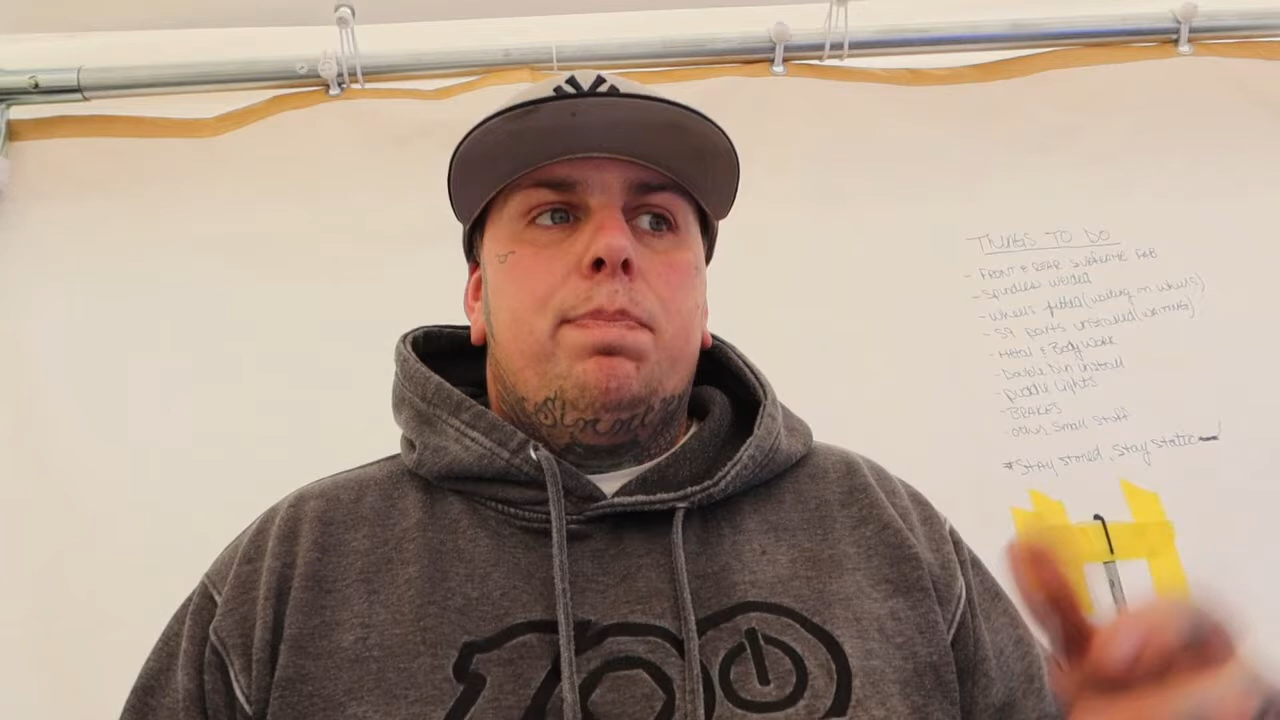 THINGS TO DO
- FRONT & REAR SUBFRAME FAB
- Spindles welded
- Wheels fitted (waiting on wheels)
- S9 parts installed (waiting)
- Metal & Body Work
- Double Din install
- puddle lights
- BRAKES
- other small stuff
*Stay stoned, stay static
Sinn
100